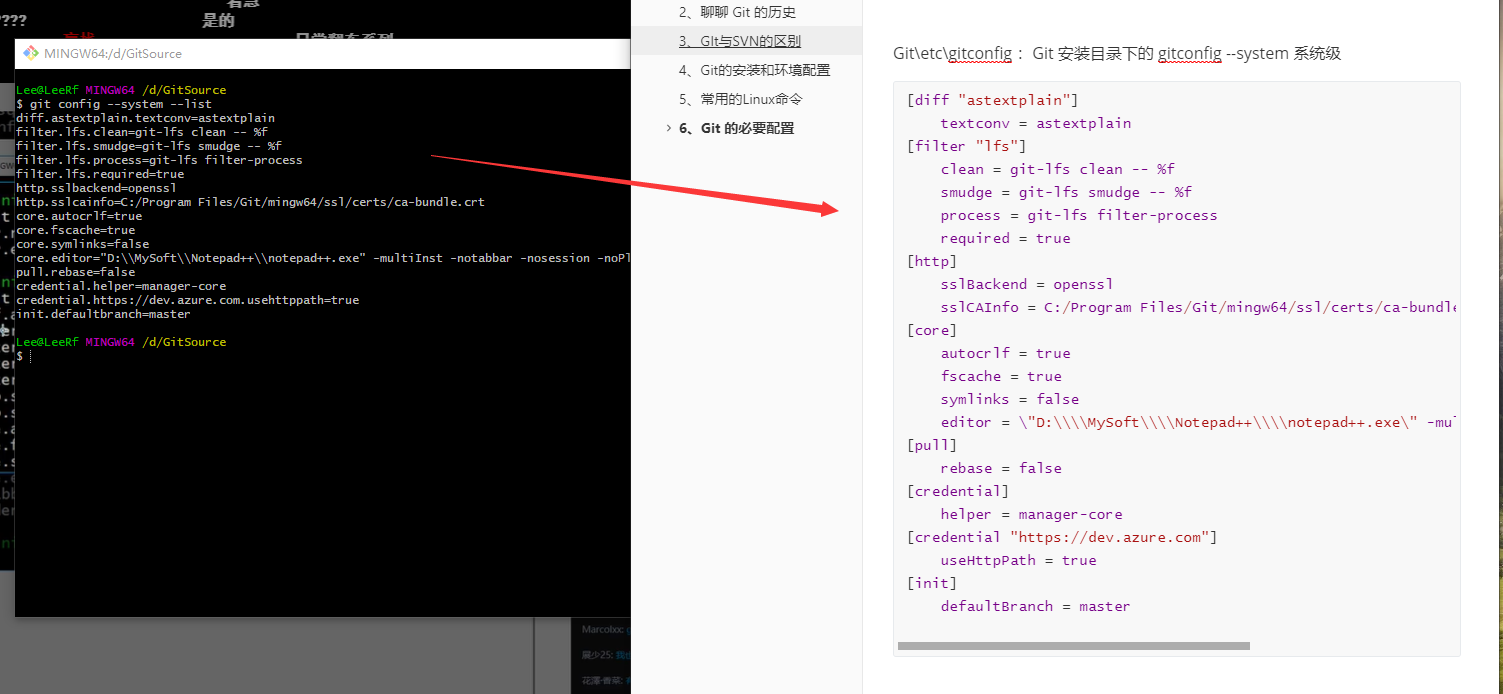 ????
是的
MINGW64:/d/GitSource
Lee@LeeRf MINGW64 /d/GitSource
$ git config --system --list
diff.astextplain.textconv=astextplain
filter.lfs.clean=git-lfs clean -- %f
filter.lfs.smudge=git-lfs smudge -- %f
filter.lfs.process=git-lfs filter-process
filter.lfs.required=true
http.sslbackend=openssl
http.sslcainfo=C:/Program Files/Git/mingw64/ssl/certs/ca-bundle.crt
core.autocrlf=true
core.fscache=true
core.symlinks=false
core.editor="D:\\MySoft\\Notepad++\\notepad++.exe" -multiInst -notabbar -nosession -noPl
pull.rebase=false
credential.helper=manager-core
credential.https://dev.azure.com.usehttppath=true
init.defaultbranch=master
Lee@LeeRf MINGW64 /d/GitSource
$
2、聊聊 Git 的历史
3、GIt与SVN的区别
4、Git的安装和环境配置
5、常用的Linux命令
6、Git 的必要配置
Git\etc\gitconfig ：Git 安装目录下的 gitconfig --system 系统级
[diff "astextplain"]
textconv = astextplain
[filter "lfs"]
clean = git-lfs clean -- %f
smudge = git-lfs smudge -- %f
process = git-lfs filter-process
required = true
[http]
sslBackend = openssl
sslCAInfo = C:/Program Files/Git/mingw64/ssl/certs/ca-bundle
[core]
autocrlf = true
fscache = true
symlinks = false
editor = \"D:\\\\MySoft\\\\Notepad++\\\\notepad++.exe\" -mul
[pull]
rebase = false
[credential]
helper = manager-core
[credential "https://dev.azure.com"]
useHttpPath = true
[init]
defaultBranch = master